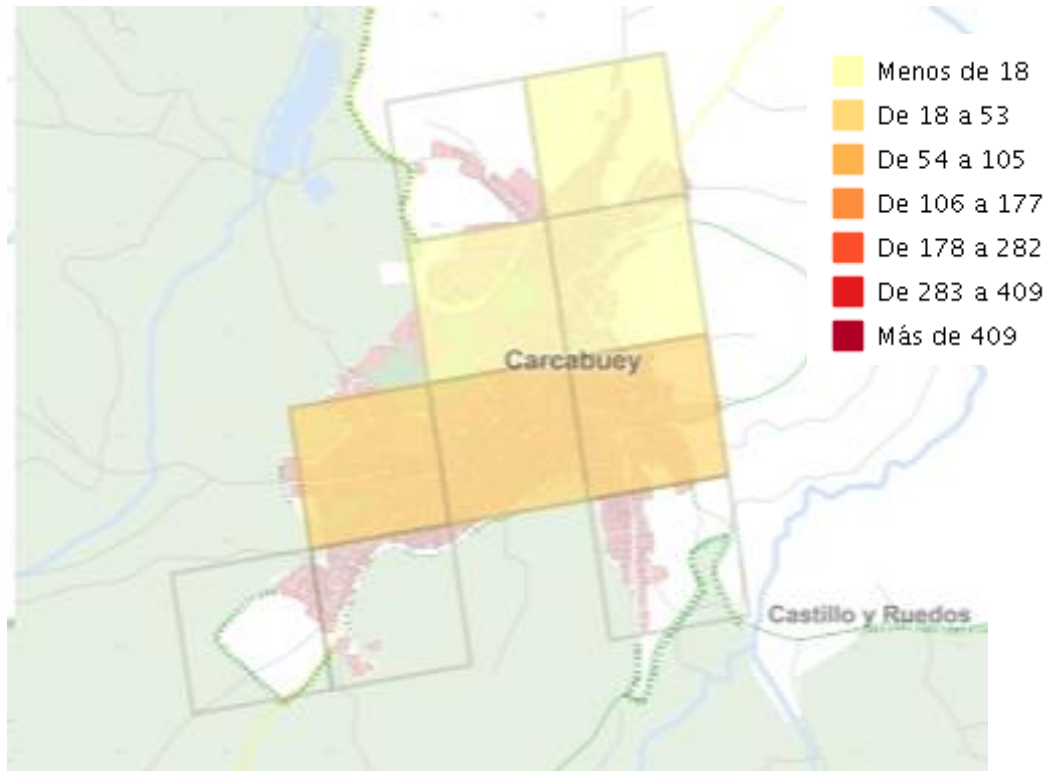 Menos de 18
De 18 a 53
De 54 a 105
De 106 a 177
De 178 a 282
De 283 a 409
Más de 409
Carcabuey
Castillo y Ruedos